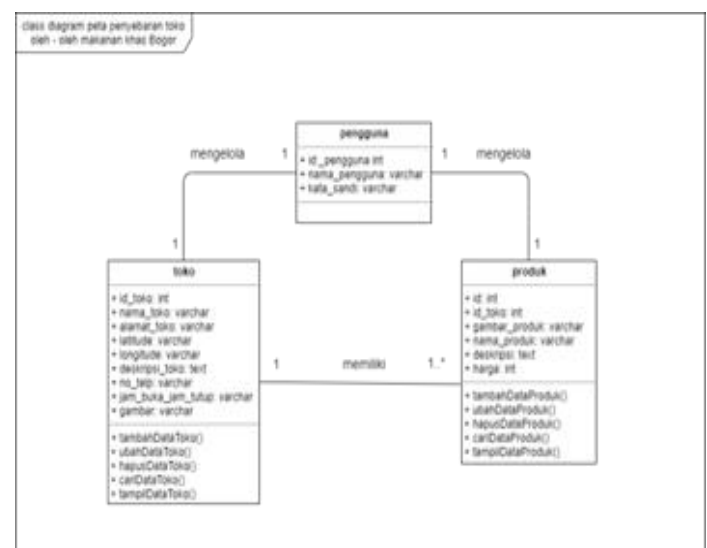 class diagram peta penyebaran toko
oleh - oleh makanan khas Bogor
pengguna
+ id_pengguna int
+ nama_pengguna: varchar
+ kata_sandi: varchar
mengelola
1
1
mengelola
1
1
toko
+ id_toko: int
+ nama_toko: varchar
+ alamat_toko: varchar
+ latitude: varchar
+ longitude: varchar
+ deskripsi_toko: text
+ no_telp: varchar
+ jam_buka_jam_tutup: varchar
+ gambar: varchar
+ tambahDataToko()
+ ubahDataToko()
+ hapusDataToko()
+ cariDataToko()
+ tampilDataToko()
1
memiliki
1..*
produk
+ id: int
+ id_toko: int
+ gambar_produk: varchar
+ nama_produk: varchar
+ deskripsi: text
+ harga: int
+ tambahDataProduk()
+ ubahDataProduk()
+ hapusDataProduk()
+ cariDataProduk()
+ tampilDataProduk()